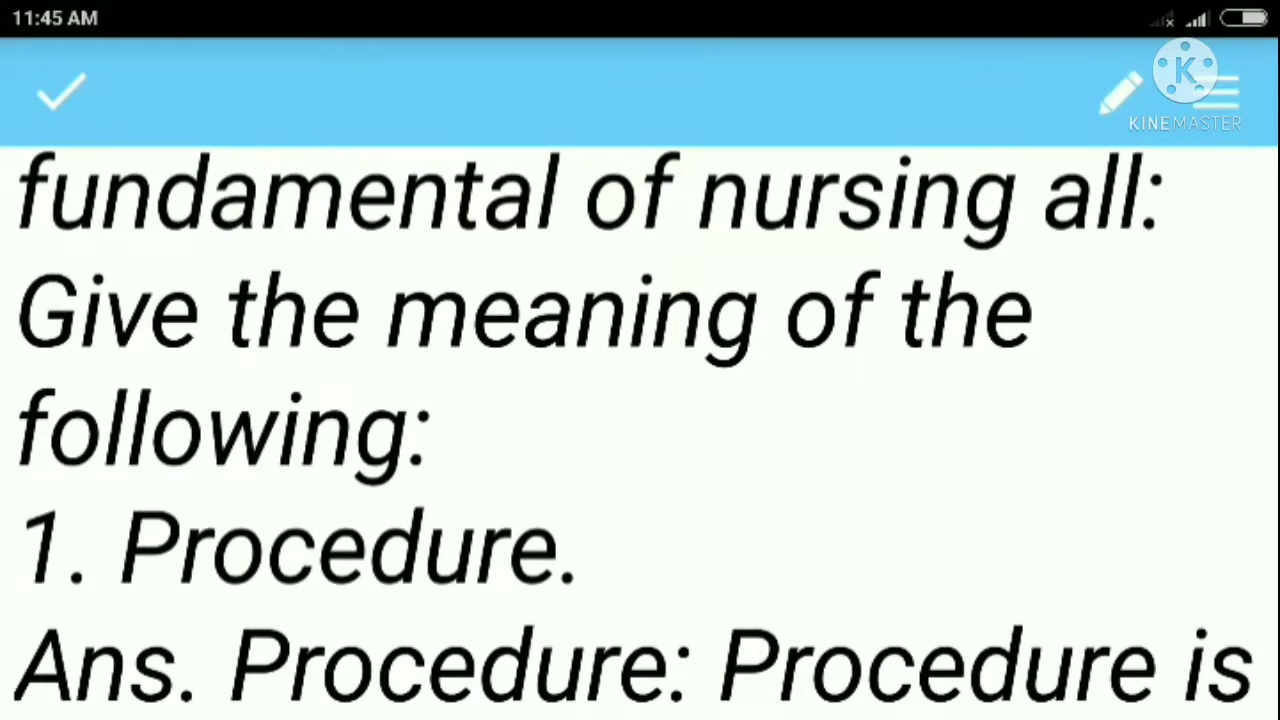 11:45 AM
K
KINEMASTER
fundamental of nursing all:
Give the meaning of the
following:
1. Procedure.
Ans. Procedure: Procedure is